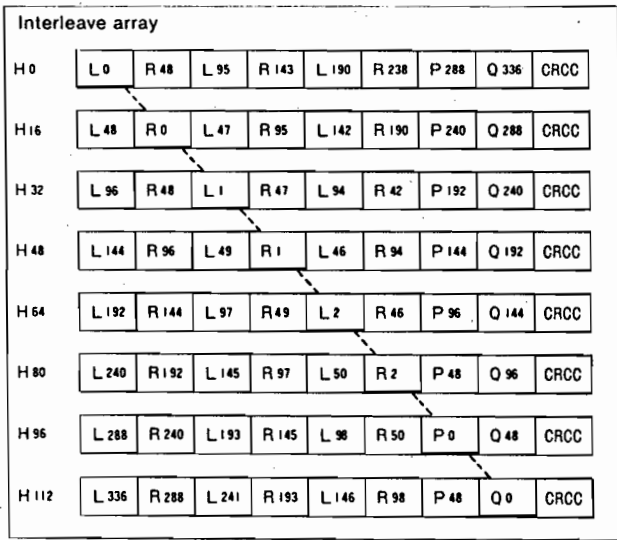 Interleave array
H 0 L 0 R 48 L 95 R 143 L 190 R 238 P 288 Q 336 CRCC
H 16 L 48 R 0 L 47 R 95 L 142 R 190 P 240 Q 288 CRCC
H 32 L 96 R 48 L 1 R 47 L 94 R 42 P 192 Q 240 CRCC
H 48 L 144 R 96 L 49 R 1 L 46 R 94 P 144 Q 192 CRCC
H 64 L 192 R 144 L 97 R 49 L 2 R 46 P 96 Q 144 CRCC
H 80 L 240 R 192 L 145 R 97 L 50 R 2 P 48 Q 96 CRCC
H 96 L 288 R 240 L 193 R 145 L 98 R 50 P 0 Q 48 CRCC
H 112 L 336 R 288 L 241 R 193 L 146 R 98 P 48 Q 0 CRCC